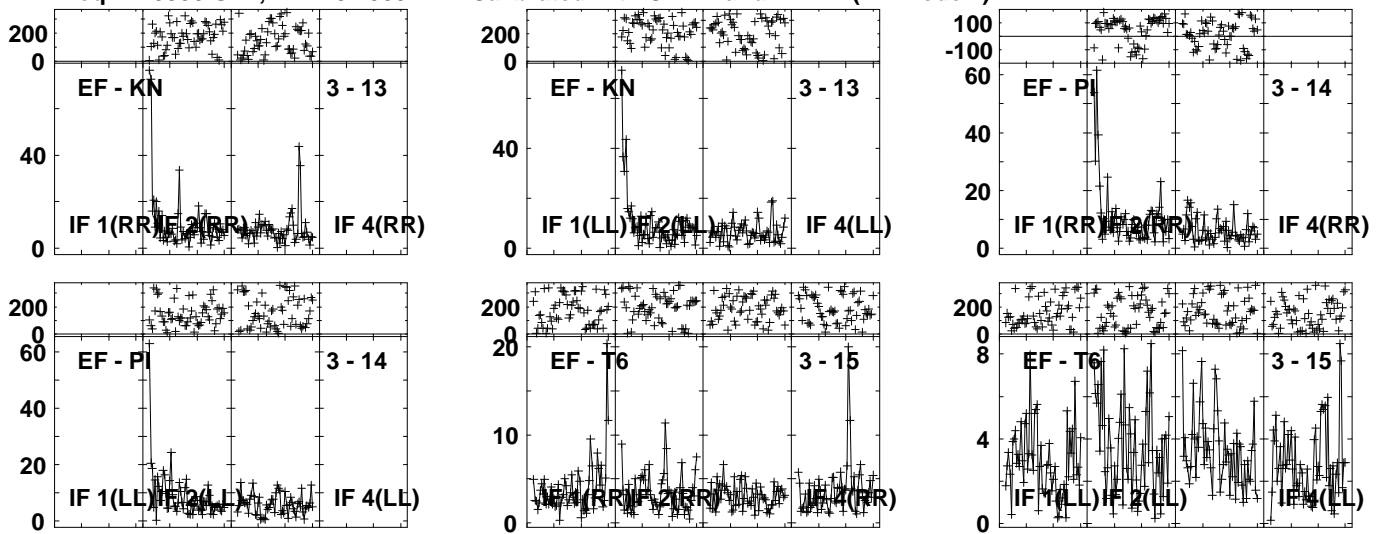 200
0
EF - KN 3 - 13
40
0
IF 1(RR) IF 2(RR) IF 4(RR)
200
0
EF - KN 3 - 13
40
0
IF 1(LL) IF 2(LL) IF 4(LL)
100
-100
60
EF - PI 3 - 14
40
20
0
IF 1(RR) IF 2(RR) IF 4(RR)
200
0
60
EF - PI 3 - 14
40
20
0
IF 1(LL) IF 2(LL) IF 4(LL)
200
0
20
EF - T6 3 - 15
10
0
IF 1(RR) IF 2(RR) IF 4(RR)
200
0
8
EF - T6 3 - 15
4
0
IF 1(LL) IF 2(LL) IF 4(LL)